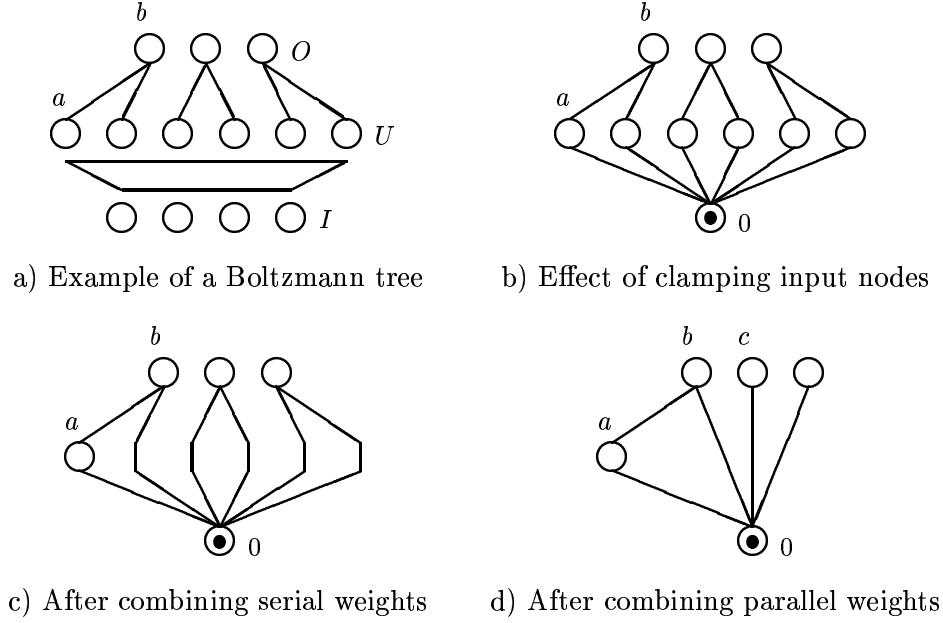 b
O
a
U
I
a) Example of a Boltzmann tree
b
a
0
b) Effect of clamping input nodes
b
a
0
c) After combining serial weights
b c
a
0
d) After combining parallel weights